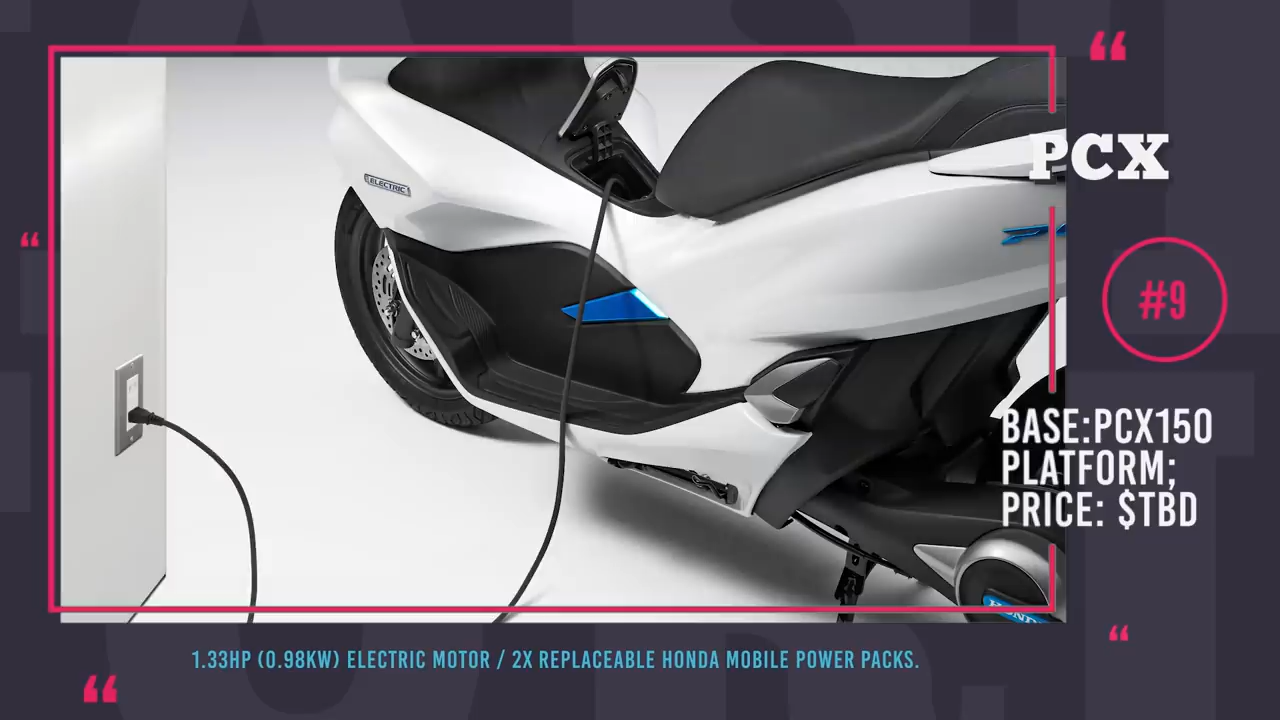 “
PCX
ELECTRIC
“
#9
BASE:PCX150
PLATFORM;
PRICE: $TBD
HONDA
“
1.33HP (0.98KW) ELECTRIC MOTOR / 2X REPLACEABLE HONDA MOBILE POWER PACKS.
“